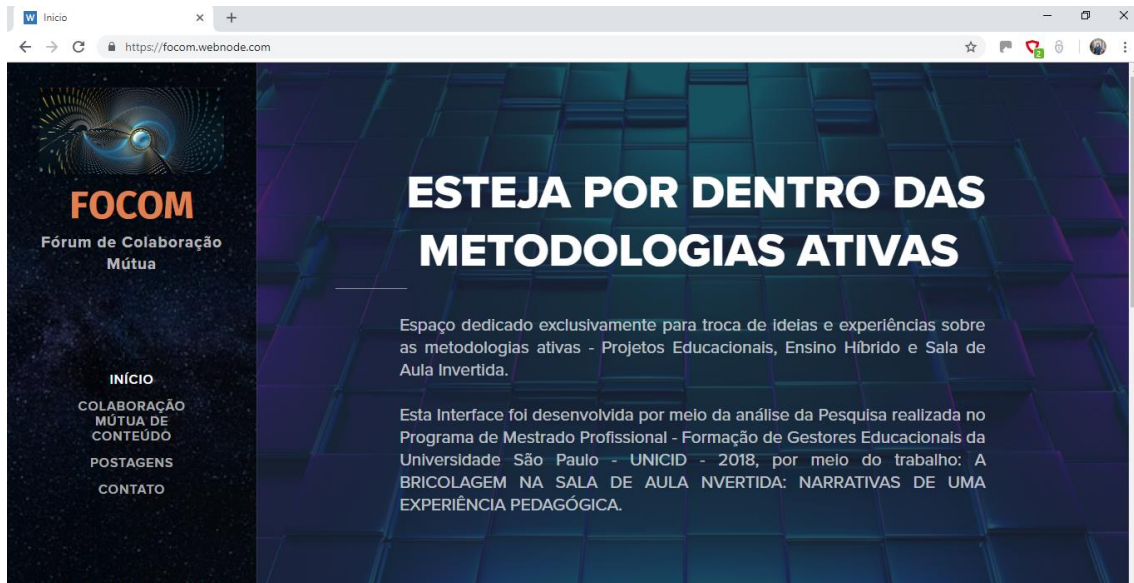 W Inicio
https://focom.webnode.com
2
FOCOM
Fórum de Colaboração
Mútua
INÍCIO
COLABORAÇÃO
MÚTUA DE
CONTEÚDO
POSTAGENS
CONTATO
ESTEJA POR DENTRO DAS
METODOLOGIAS ATIVAS
Espaço dedicado exclusivamente para troca de ideias e experiências sobre
as metodologias ativas - Projetos Educacionais, Ensino Híbrido e Sala de
Aula Invertida.
Esta Interface foi desenvolvida por meio da análise da Pesquisa realizada no
Programa de Mestrado Profissional - Formação de Gestores Educacionais da
Universidade São Paulo - UNICID - 2018, por meio do trabalho: A
BRICOLAGEM NA SALA DE AULA NVERTIDA: NARRATIVAS DE UMA
EXPERIÊNCIA PEDAGÓGICA.